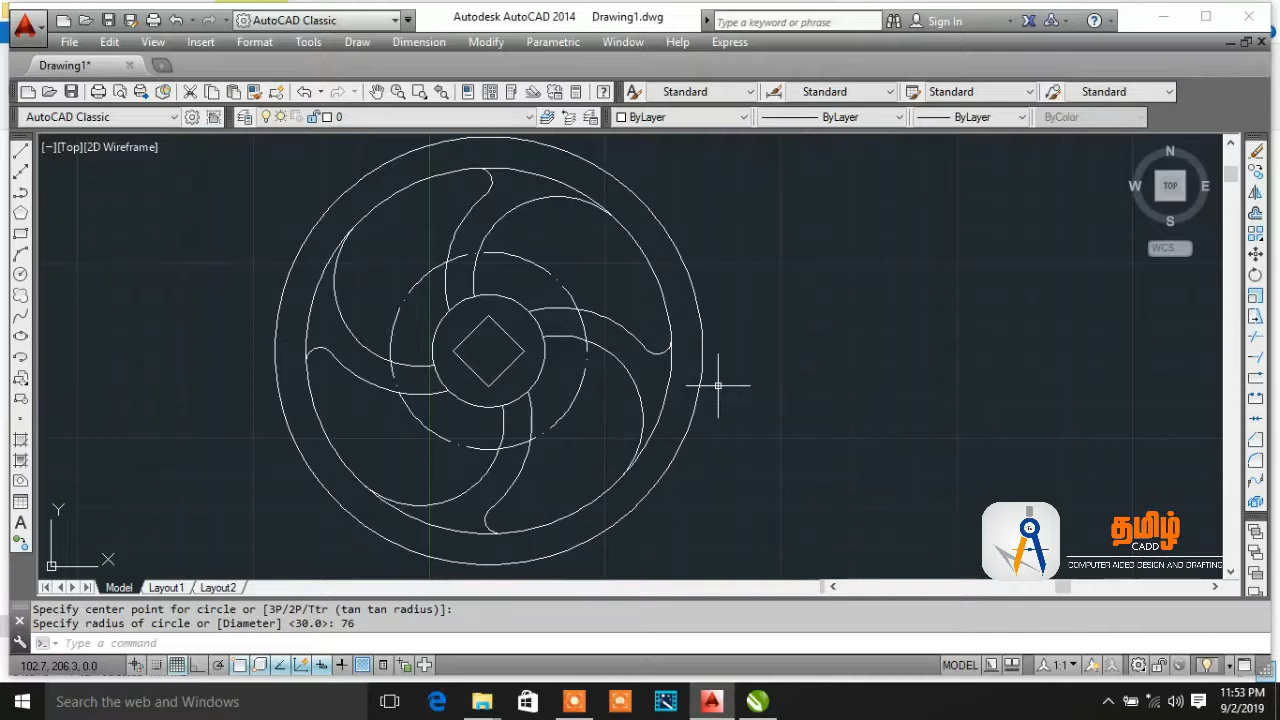 AutoCAD Classic
Autodesk AutoCAD 2014 Drawing1.dwg
Type a keyword or phrase
Sign In
File Edit View Insert Format Tools Draw Dimension Modify Parametric Window Help Express
Drawing1*
Standard Standard Standard Standard
AutoCAD Classic 0 ByLayer ByLayer ByLayer ByColor
[−][Top][2D Wireframe]
N
W TOP E
S
WCS
Y
X
தமிழ்
CADD
COMPUTER AIDED DESIGN AND DRAFTING
Model Layout1 Layout2
Specify center point for circle or [3P/2P/Ttr (tan tan radius)]:
Specify radius of circle or [Diameter] <30.0>: 76
Type a command
102.7, 206.3, 0.0
MODEL 1:1
Search the web and Windows
11:53 PM
9/2/2019